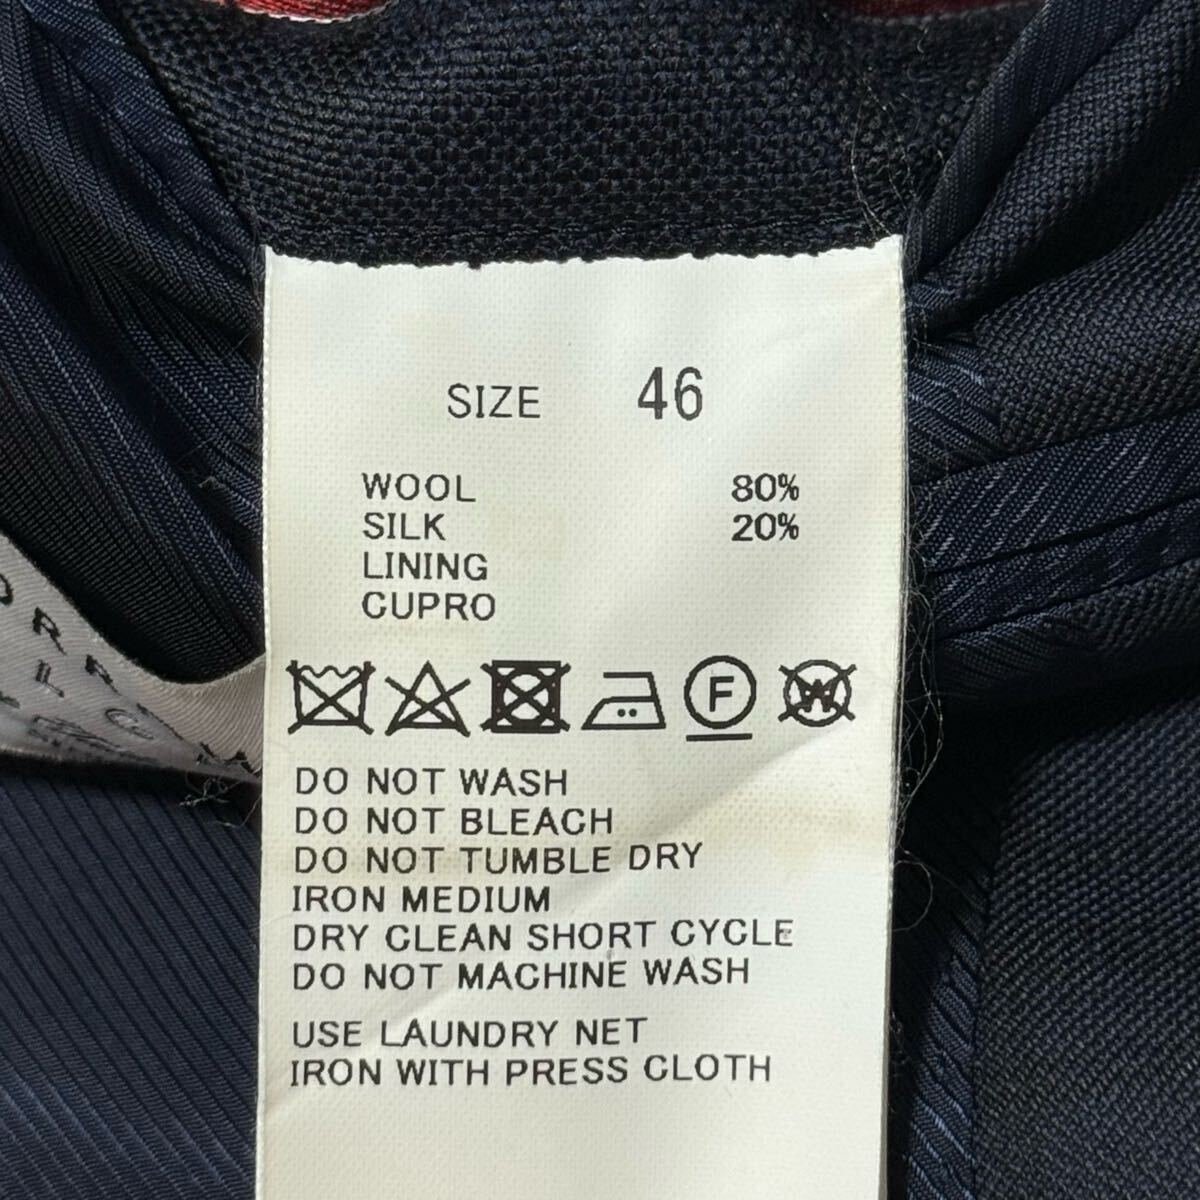 SIZE 46
WOOL 80%
SILK 20%
LINING
CUPRO
F W
DO NOT WASH
DO NOT BLEACH
DO NOT TUMBLE DRY
IRON MEDIUM
DRY CLEAN SHORT CYCLE
DO NOT MACHINE WASH
USE LAUNDRY NET
IRON WITH PRESS CLOTH